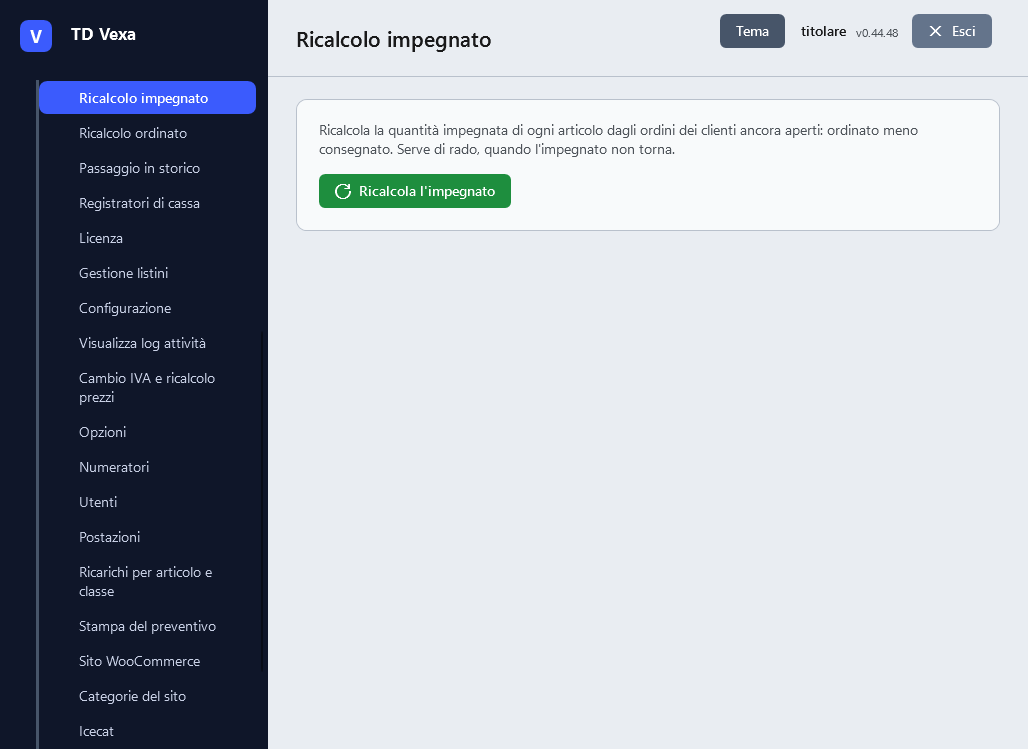 V
TD Vexa
Ricalcolo impegnato
Ricalcolo ordinato
Passaggio in storico
Registratori di cassa
Licenza
Gestione listini
Configurazione
Visualizza log attività
Cambio IVA e ricalcolo
prezzi
Opzioni
Numeratori
Utenti
Postazioni
Ricarichi per articolo e
classe
Stampa del preventivo
Sito WooCommerce
Categorie del sito
Icecat
Ricalcolo impegnato
Tema
titolare
v0.44.48
Esci
Ricalcola la quantità impegnata di ogni articolo dagli ordini dei clienti ancora aperti: ordinato meno
consegnato. Serve di rado, quando l'impegnato non torna.
Ricalcola l'impegnato